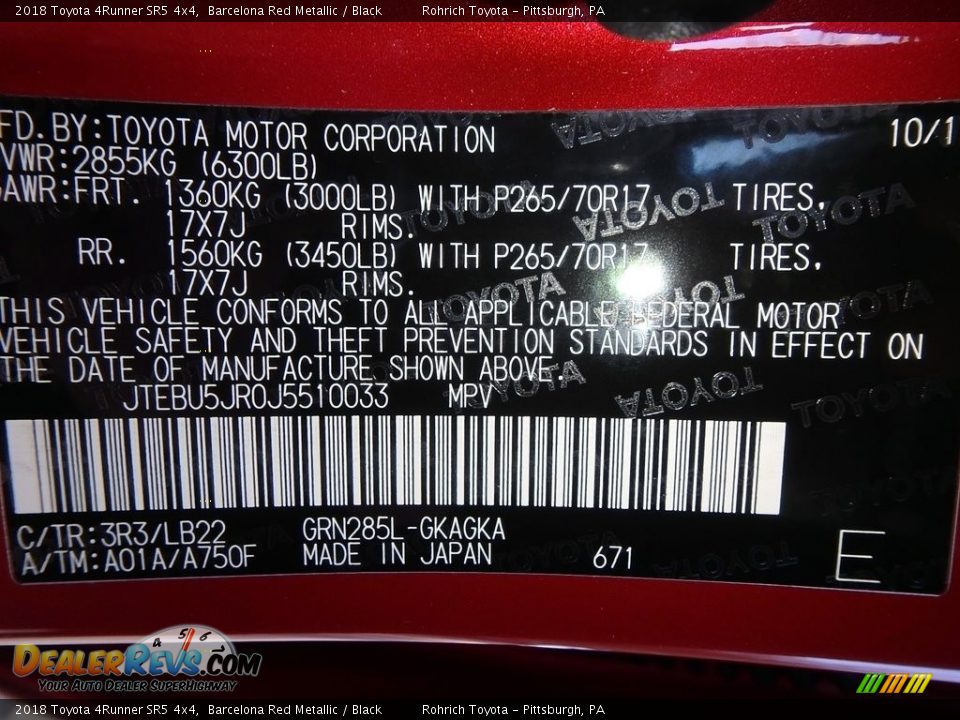 2018 Toyota 4Runner SR5 4x4, Barcelona Red Metallic / Black Rohrich Toyota - Pittsburgh, PA
FD. BY: TOYOTA MOTOR CORPORATION 10/1
VWR: 2855KG (6300LB)
AWR: FRT. 1360KG (3000LB) WITH P265/70R17 TIRES,
17X7J RIMS.
RR. 1560KG (3450LB) WITH P265/70R17 TIRES,
17X7J RIMS.
THIS VEHICLE CONFORMS TO ALL APPLICABLE FEDERAL MOTOR
VEHICLE SAFETY AND THEFT PREVENTION STANDARDS IN EFFECT ON
THE DATE OF MANUFACTURE SHOWN ABOVE.
JTEBU5JR0J5510033 MPV
C/TR: 3R3/LB22 GRN285L-GKAGKA
A/TM: A01A/A750F MADE IN JAPAN 671 E
4 5 6
DEALERREVS.COM
YOUR AUTO DEALER SUPERHIGHWAY
2018 Toyota 4Runner SR5 4x4, Barcelona Red Metallic / Black Rohrich Toyota - Pittsburgh, PA